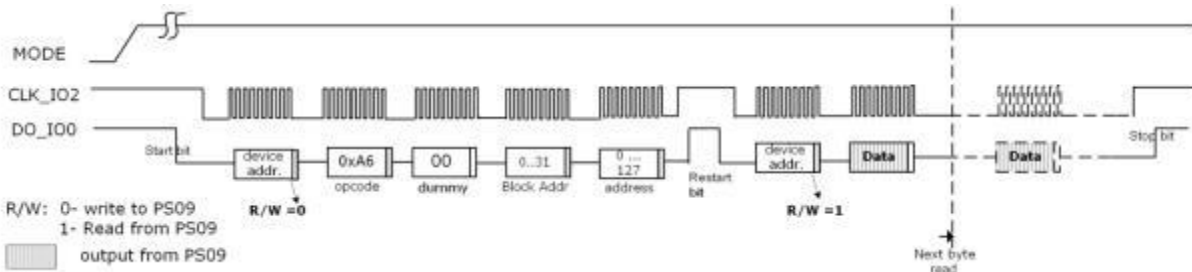 MODE
CLK_IO2
DO_IO0
Start bit
device addr.
0xA6
00
0..31
0 ... 127
Restart bit
device addr.
Data
Data
Stop bit
opcode
dummy
Block Addr
address
R/W: 0- write to PS09
1- Read from PS09
R/W =0
R/W =1
output from PS09
Next byte
read